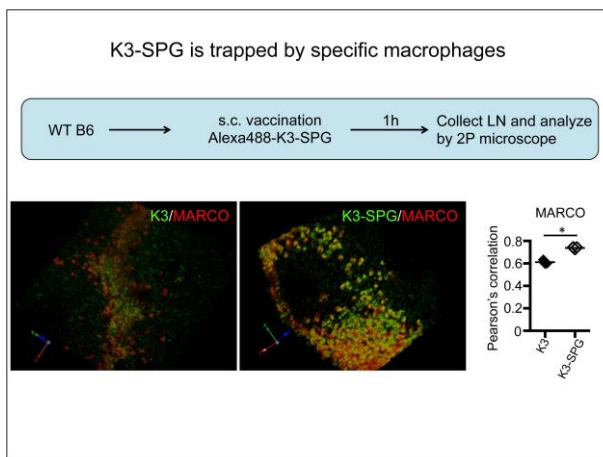 K3-SPG is trapped by specific macrophages
WT B6
s.c. vaccination
Alexa488-K3-SPG
1h
Collect LN and analyze
by 2P microscope
K3/MARCO
K3-SPG/MARCO
MARCO
*
Pearson's correlation
0.8
0.6
0.4
0.2
0
K3
K3-SPG